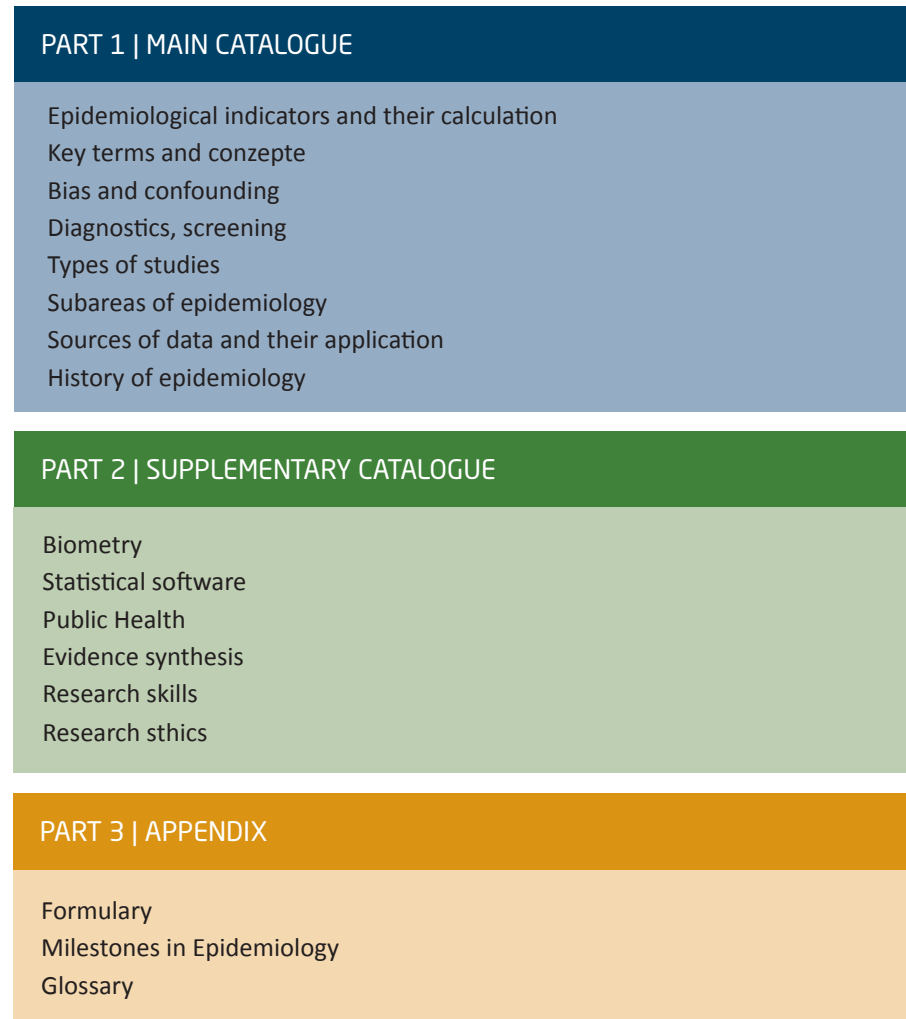 PART 1 | MAIN CATALOGUE
Epidemiological indicators and their calculation
Key terms and conzepte
Bias and confounding
Diagnostics, screening
Types of studies
Subareas of epidemiology
Sources of data and their application
History of epidemiology
PART 2 | SUPPLEMENTARY CATALOGUE
Biometry
Statistical software
Public Health
Evidence synthesis
Research skills
Research sthics
PART 3 | APPENDIX
Formulary
Milestones in Epidemiology
Glossary